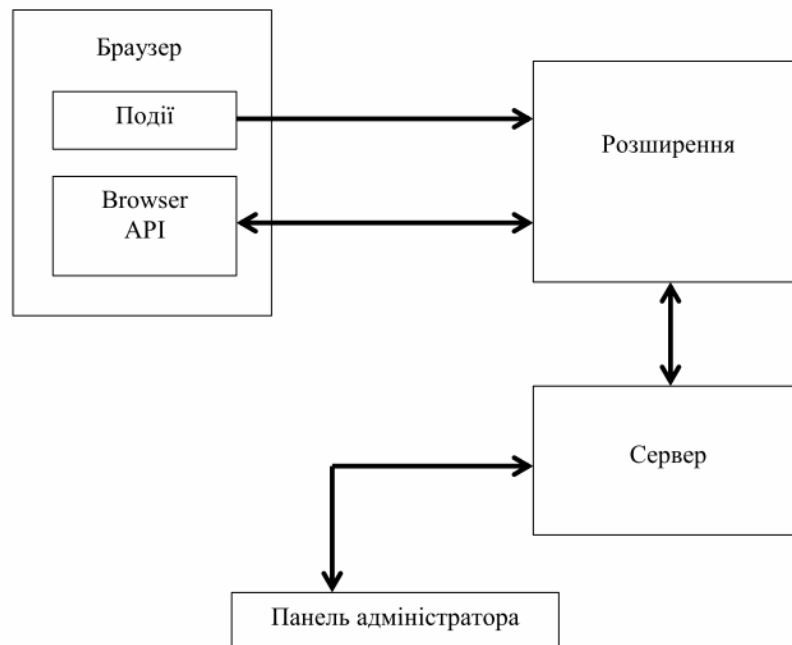 Браузер
Події
Browser
API
Розширення
Сервер
Панель адміністратора